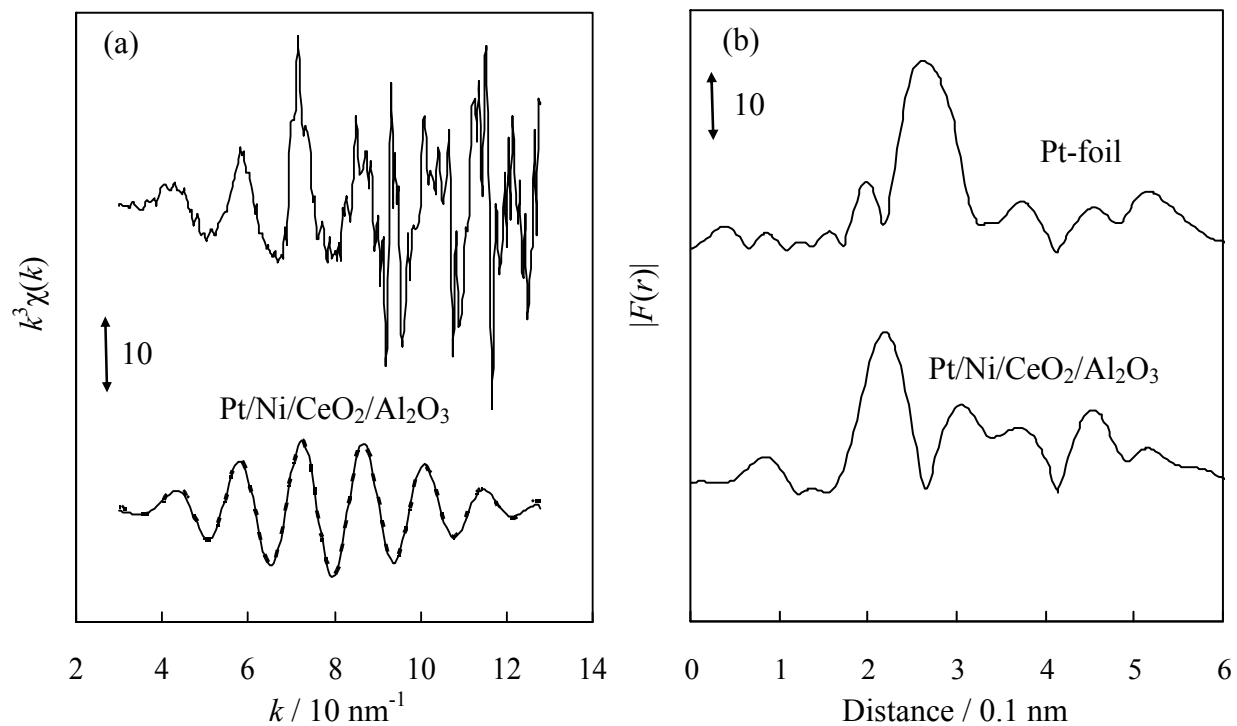 (a)
k³χ(k)
10
Pt/Ni/CeO₂/Al₂O₃
2 4 6 8 10 12 14
k / 10 nm⁻¹
(b)
10
|F(r)|
Pt-foil
Pt/Ni/CeO₂/Al₂O₃
0 1 2 3 4 5 6
Distance / 0.1 nm